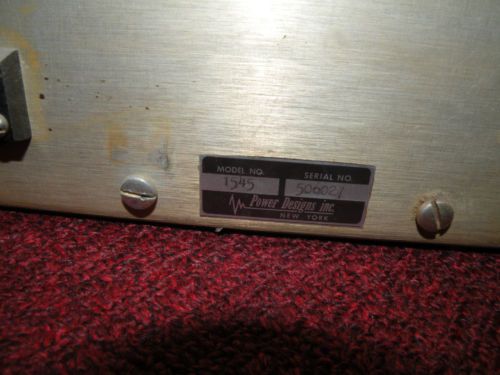 MODEL NO. SERIAL NO.
1545 506027
Power Designs inc.
NEW YORK